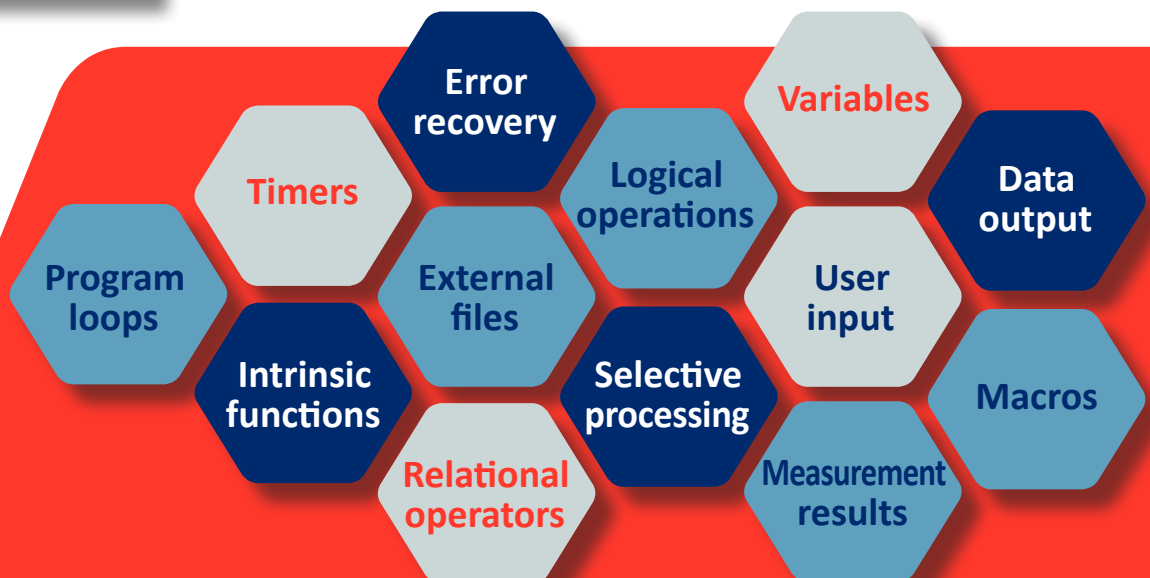 Error
recovery
Variables
Timers
Logical
operations
Data
output
Program
loops
External
files
User
input
Intrinsic
functions
Selective
processing
Macros
Relational
operators
Measurement
results